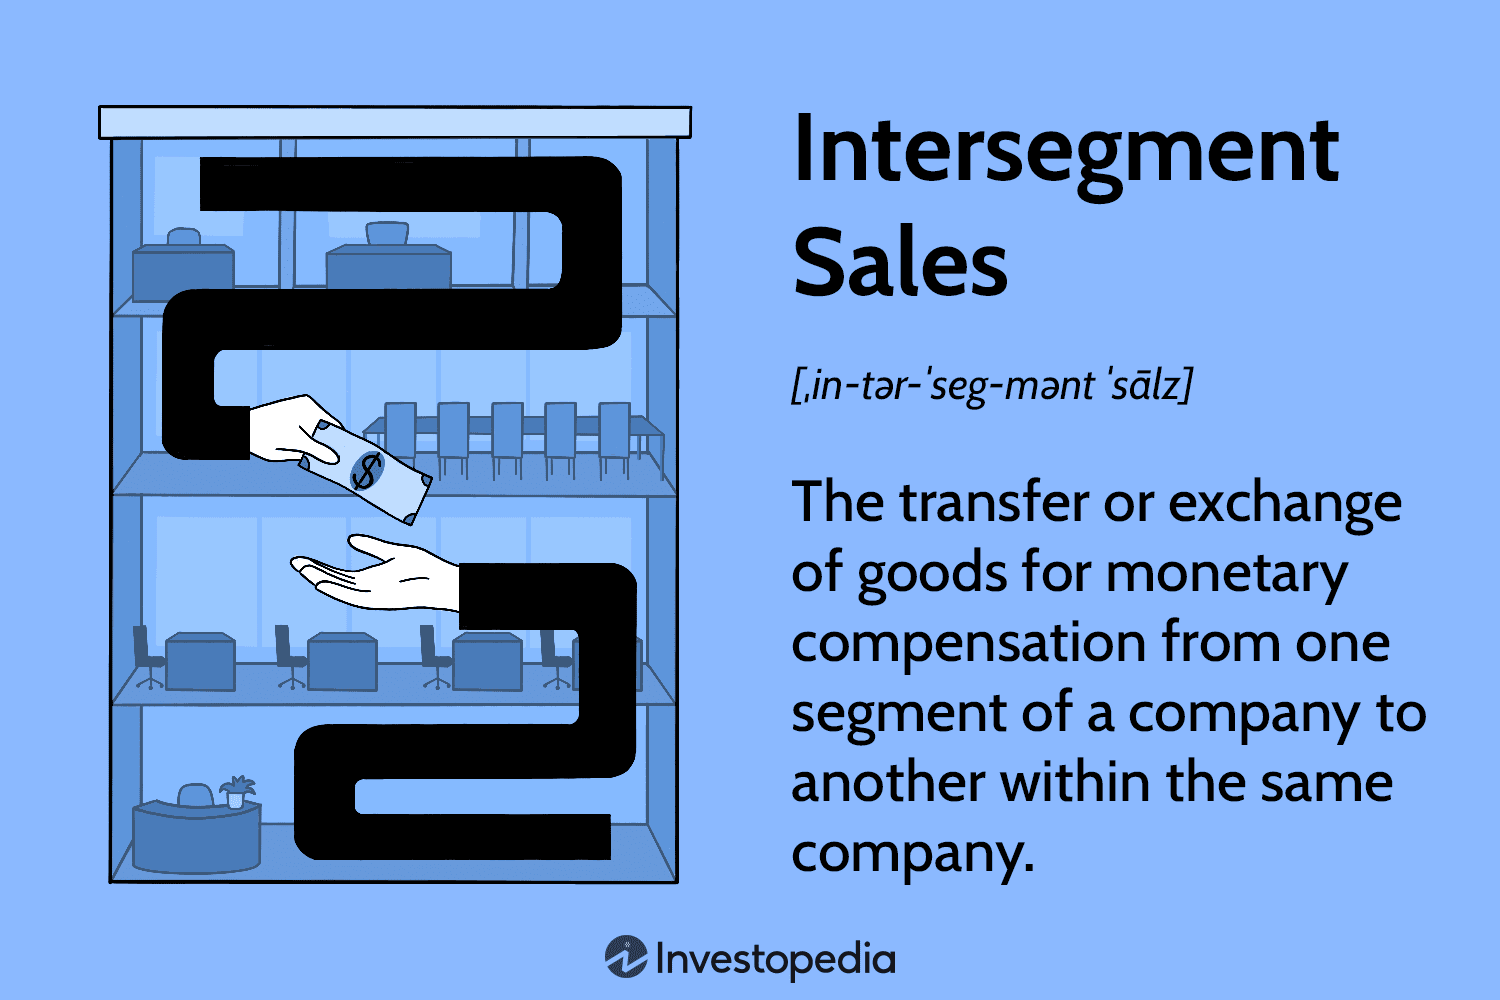 Intersegment
Sales
[ˌin-tər-ˈseg-mənt ˈsālz]
The transfer or exchange
of goods for monetary
compensation from one
segment of a company to
another within the same
company.
$
Investopedia